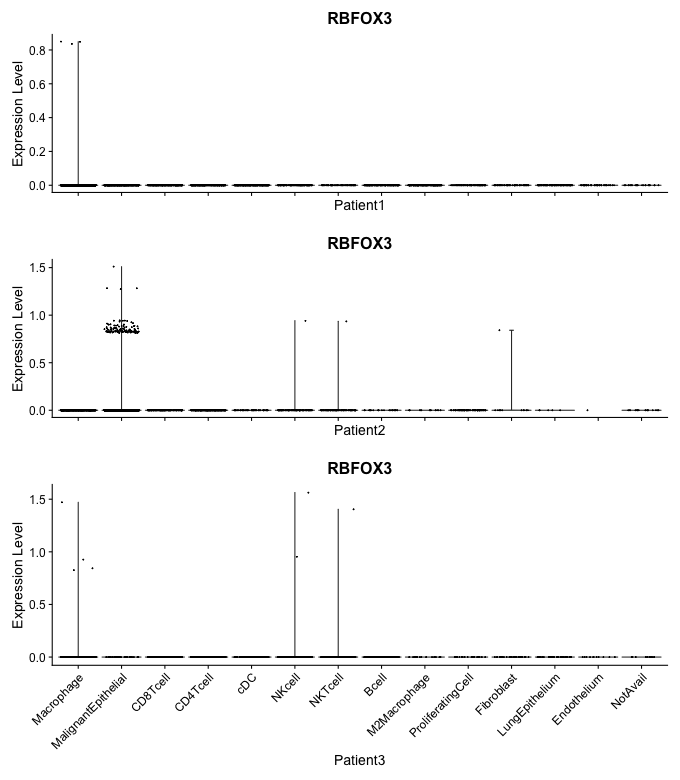 RBFOX3
Expression Level
0.8
0.6
0.4
0.2
0.0
Patient1
RBFOX3
Expression Level
1.5
1.0
0.5
0.0
Patient2
RBFOX3
Expression Level
1.5
1.0
0.5
0.0
Macrophage
MalignantEpithelial
CD8Tcell
CD4Tcell
cDC
NKcell
NKTcell
Bcell
M2Macrophage
ProliferatingCell
Fibroblast
LungEpithelium
Endothelium
NotAvail
Patient3